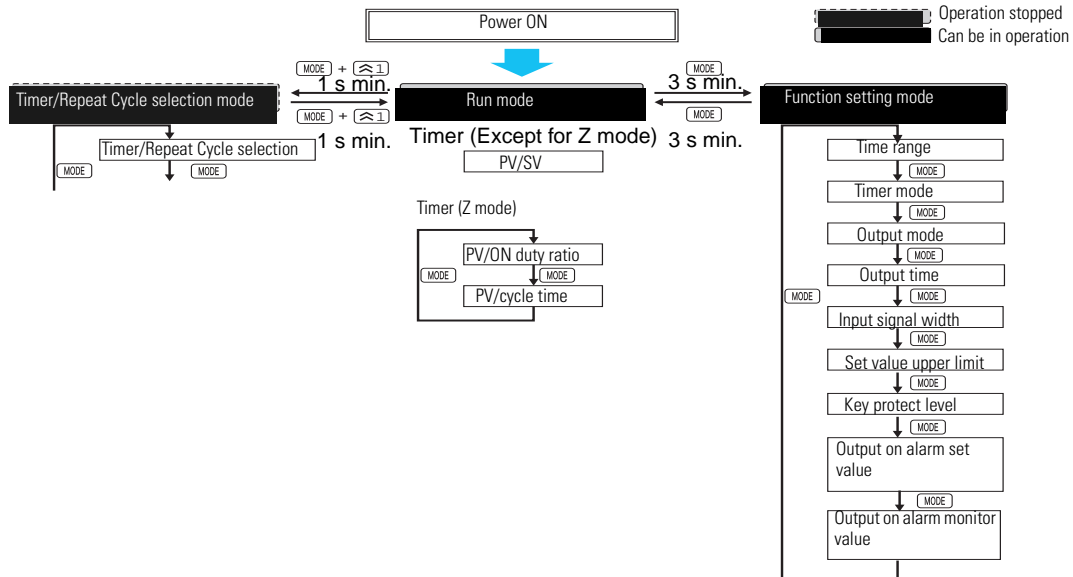 Power ON
Operation stopped
Can be in operation
MODE + ︽1
1 s min.
MODE
3 s min.
Timer/Repeat Cycle selection mode
Run mode
Function setting mode
MODE + ︽1
1 s min.
MODE
3 s min.
Timer/Repeat Cycle selection
MODE
MODE
Timer (Except for Z mode)
PV/SV
Timer (Z mode)
PV/ON duty ratio
MODE
MODE
PV/cycle time
Time range
MODE
Timer mode
MODE
Output mode
MODE
Output time
MODE
MODE
Input signal width
MODE
Set value upper limit
MODE
Key protect level
MODE
Output on alarm set
value
MODE
Output on alarm monitor
value